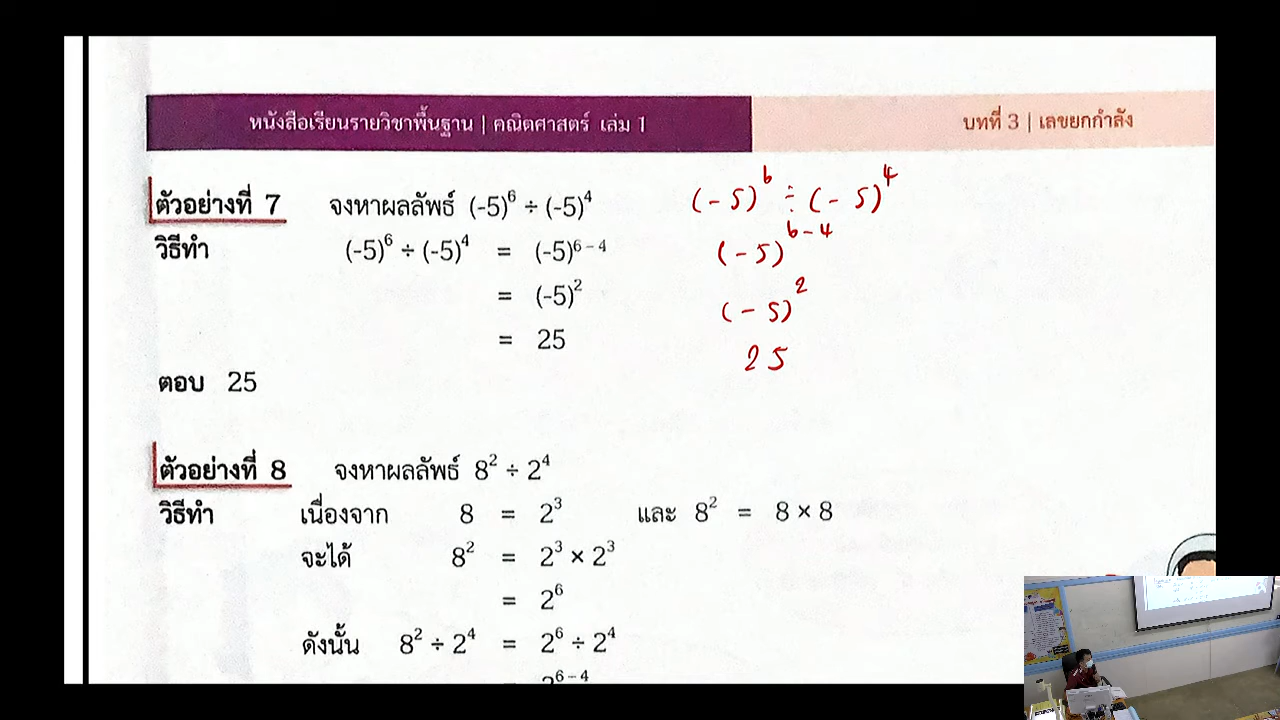 หนังสือเรียนรายวิชาพื้นฐาน | คณิตศาสตร์ เล่ม 1
บทที่ 3 | เลขยกกำลัง
ตัวอย่างที่ 7 จงหาผลลัพธ์ (-5)⁶ ÷ (-5)⁴
วิธีทำ (-5)⁶ ÷ (-5)⁴ = (-5)⁶⁻⁴
= (-5)²
= 25
ตอบ 25
(-5)⁶ ÷ (-5)⁴
(-5)⁶⁻⁴
(-5)²
25
ตัวอย่างที่ 8 จงหาผลลัพธ์ 8² ÷ 2⁴
วิธีทำ เนื่องจาก 8 = 2³ และ 8² = 8 × 8
จะได้ 8² = 2³ × 2³
= 2⁶
ดังนั้น 8² ÷ 2⁴ = 2⁶ ÷ 2⁴
2⁶⁻⁴